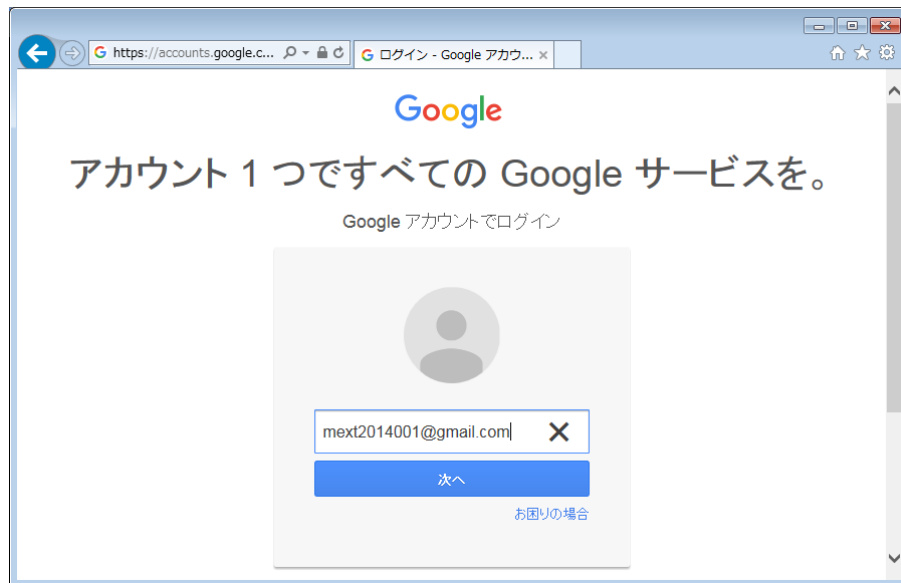 https://accounts.google.c...
ログイン - Google アカウ...
Google
アカウント 1 つですべての Google サービスを。
Google アカウントでログイン
mext2014001@gmail.com
次へ
お困りの場合